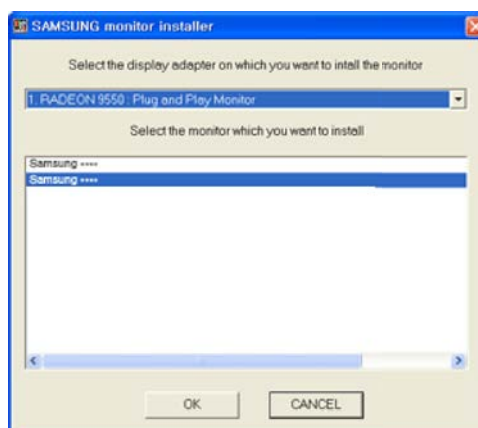 SAMSUNG monitor installer
Select the display adapter on which you want to intall the monitor
1. RADEON 9550 : Plug and Play Monitor
Select the monitor which you want to install
Samsung ····
Samsung ····
OK
CANCEL